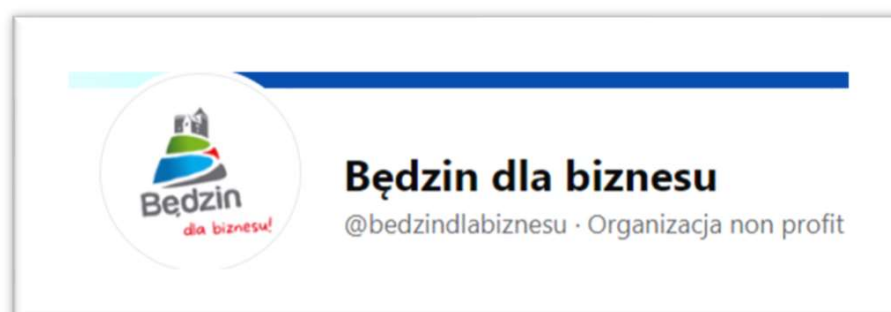 Będzin
dla biznesu!
Będzin dla biznesu
@bedzindlabiznesu · Organizacja non profit